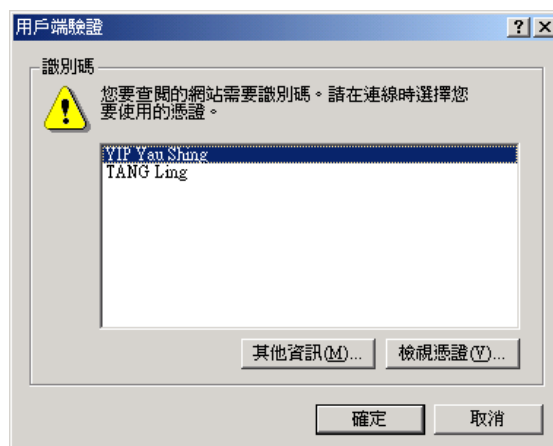 用戶端驗證
識別碼
您要查閱的網站需要識別碼。請在連線時選擇您
要使用的憑證。
YIP Yau Shing
TANG Ling
其他資訊(M)...
檢視憑證(V)...
確定
取消